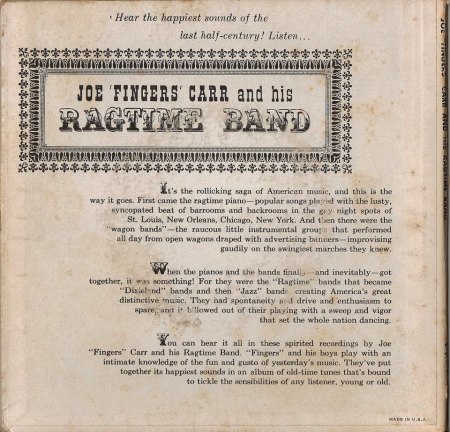 Hear the happiest sounds of the
last half-century! Listen...
JOE 'FINGERS' CARR and his
RAGTIME BAND
It's the rollicking saga of American music, and this is the
way it goes. First came the ragtime piano—popular songs played with the lusty,
syncopated beat of barrooms and backrooms in the gay night spots of
St. Louis, New Orleans, Chicago, New York. And then there were the
"wagon bands"—the raucous little instrumental groups that performed
all day from open wagons draped with advertising banners—improvising
gaudily on the swingiest marches they knew.
When the pianos and the bands finally—and inevitably—got
together, it was something! For they were the "Ragtime" bands that became
"Dixieland" bands and then "Jazz" bands creating America's great
distinctive music. They had spontaneity and drive and enthusiasm to
spare, and it billowed out of their playing with a sweep and vigor
that set the whole nation dancing.
You can hear it all in these spirited recordings by Joe
"Fingers" Carr and his Ragtime Band. "Fingers" and his boys play with an
intimate knowledge of the fun and gusto of yesterday's music. They've put
together its happiest sounds in an album of old-time tunes that's bound
to tickle the sensibilities of any listener, young or old.
MADE IN U.S.A.
JOE 'FINGERS' CARR AND HIS RAGTIME BAND